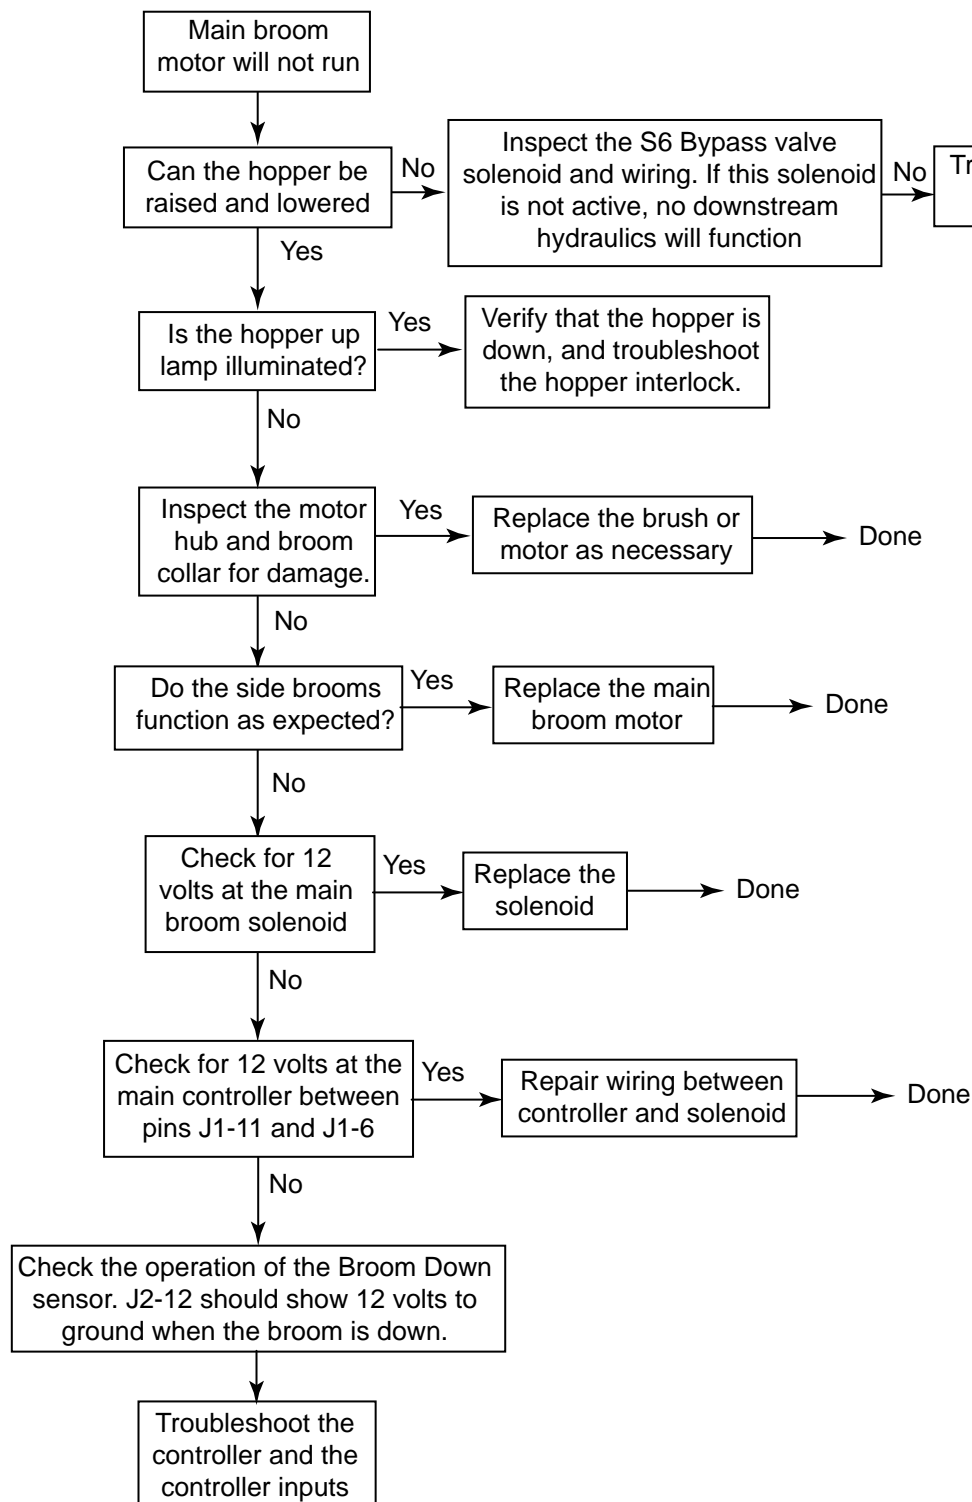 Main broom
motor will not run
Can the hopper be
raised and lowered
No
Inspect the S6 Bypass valve
solenoid and wiring. If this solenoid
is not active, no downstream
hydraulics will function
No
Yes
Is the hopper up
lamp illuminated?
Yes
Verify that the hopper is
down, and troubleshoot
the hopper interlock.
No
Inspect the motor
hub and broom
collar for damage.
Yes
Replace the brush or
motor as necessary
Done
No
Do the side brooms
function as expected?
Yes
Replace the main
broom motor
Done
No
Check for 12
volts at the main
broom solenoid
Yes
Replace the
solenoid
Done
No
Check for 12 volts at the
main controller between
pins J1-11 and J1-6
Yes
Repair wiring between
controller and solenoid
Done
No
Check the operation of the Broom Down
sensor. J2-12 should show 12 volts to
ground when the broom is down.
Troubleshoot the
controller and the
controller inputs